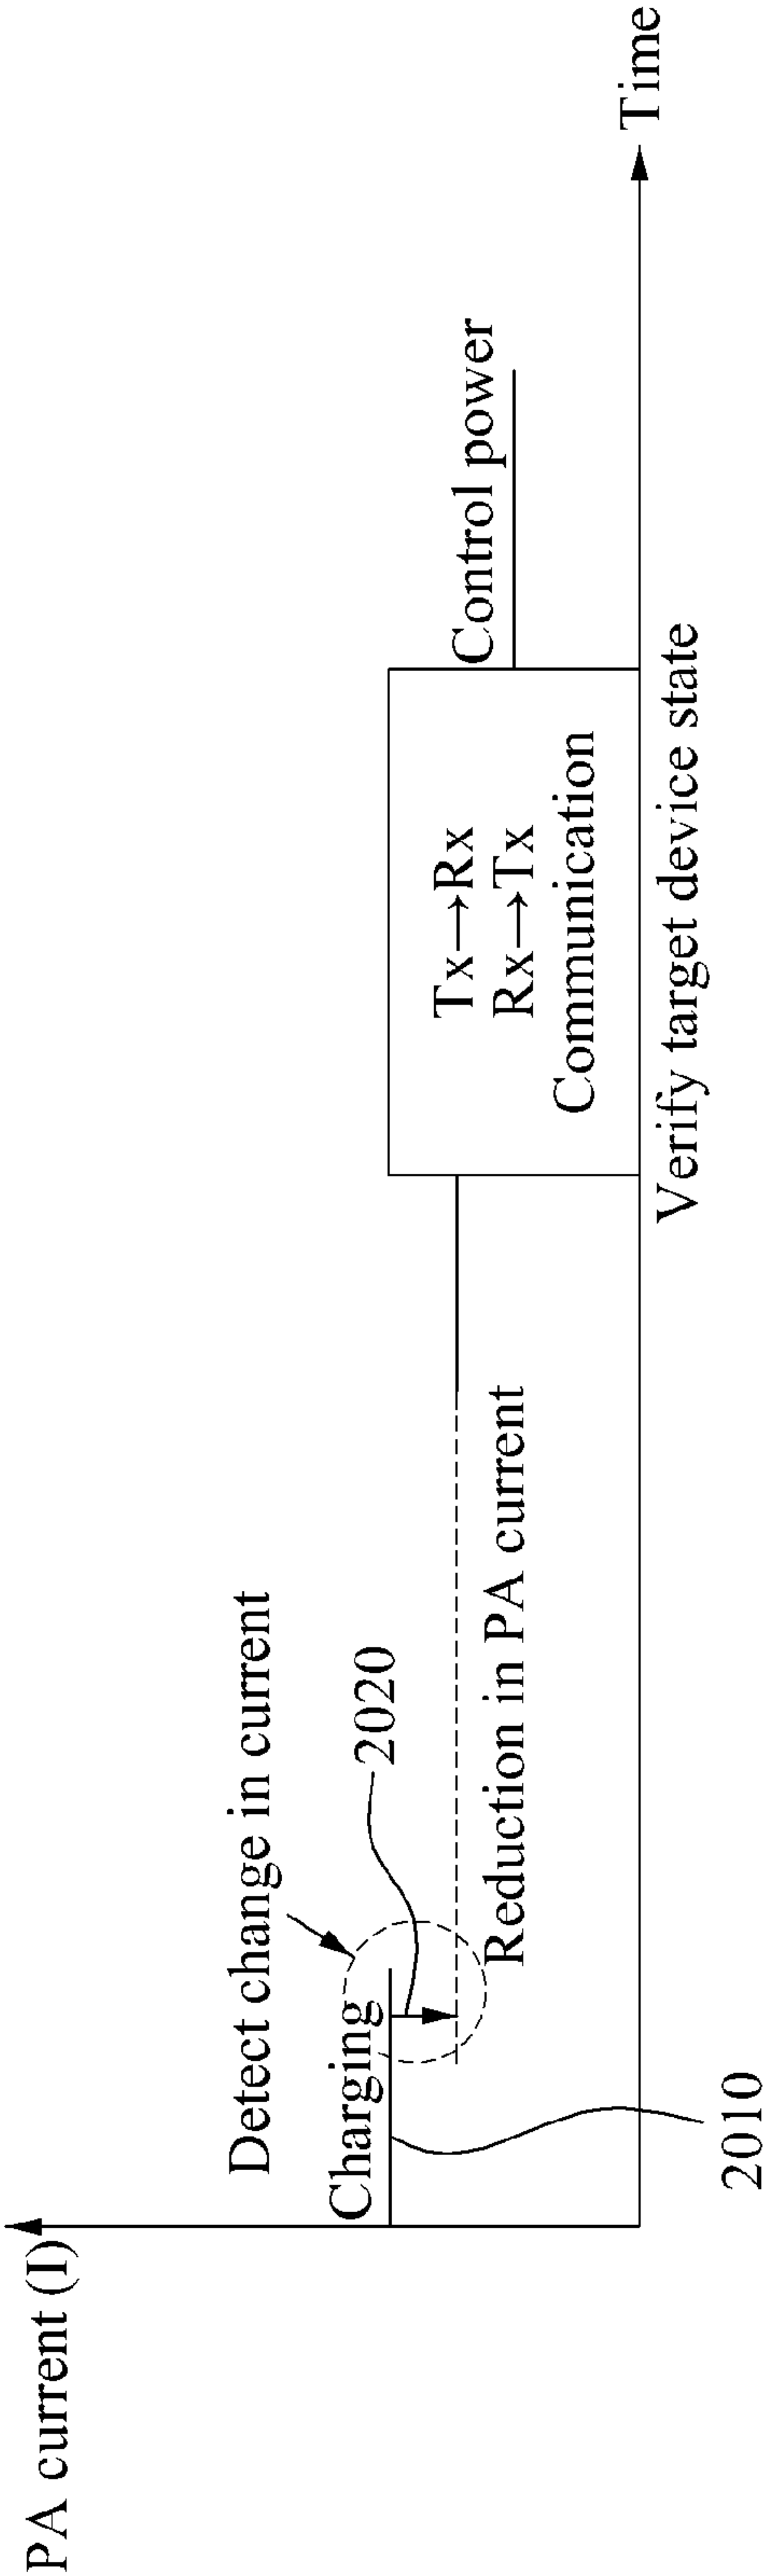 PA current (I)
Detect change in current
Charging
2020
Reduction in PA current
2010
Tx→Rx
Rx→Tx
Communication
Verify target device state
Control power
Time